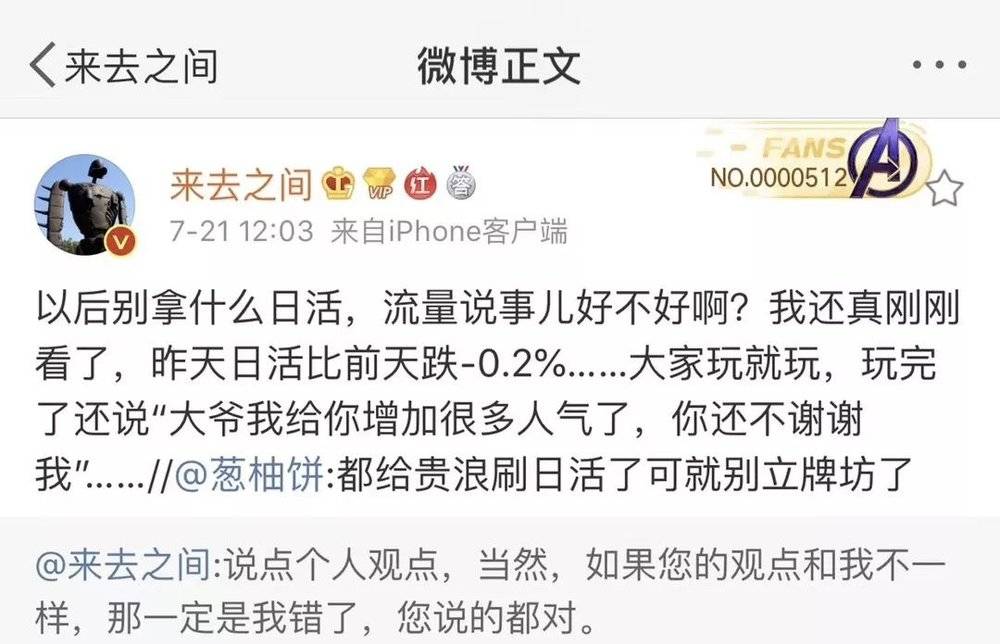 来去之间
微博正文
FANS
NO.0000512
来去之间 VIP 红 答
7-21 12:03 来自iPhone客户端
以后别拿什么日活，流量说事儿好不好啊？我还真刚刚
看了，昨天日活比前天跌-0.2%……大家玩就玩，玩完
了还说“大爷我给你增加很多人气了，你还不谢谢
我”……//@葱柚饼:都给贵浪刷日活了可就别立牌坊了
@来去之间:说点个人观点，当然，如果您的观点和我不一
样，那一定是我错了，您说的都对。